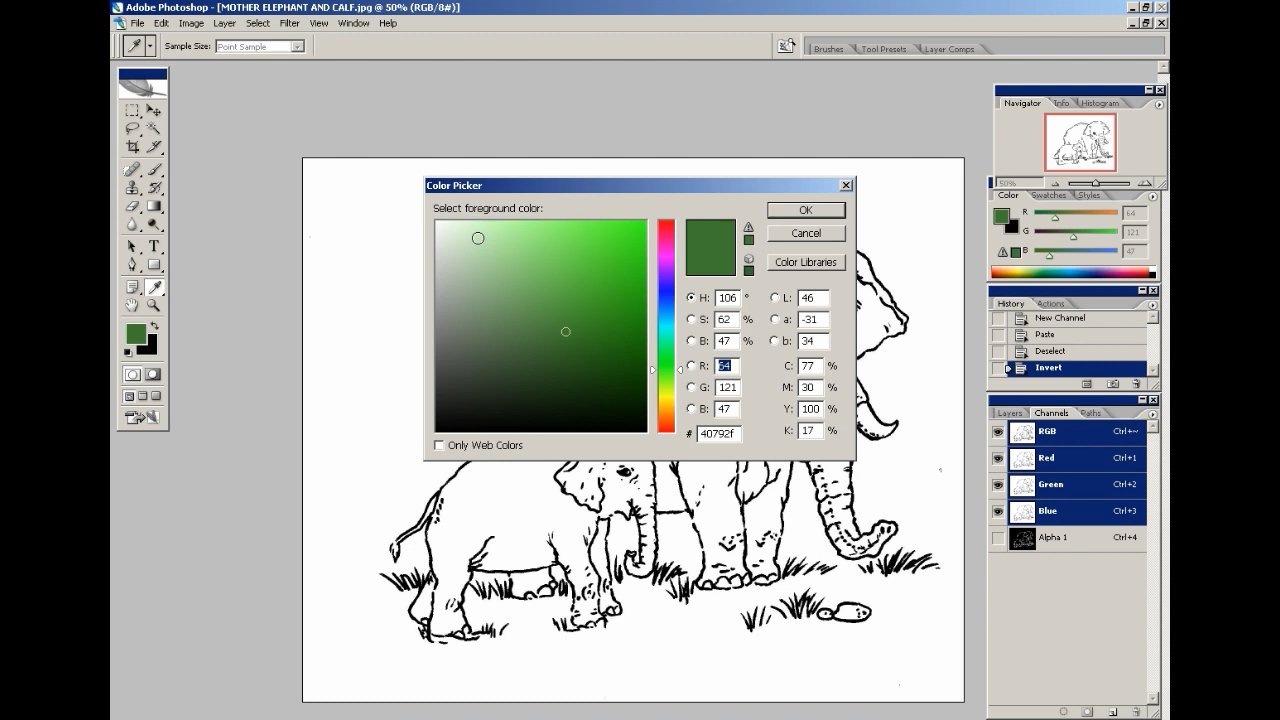 Adobe Photoshop - [MOTHER ELEPHANT AND CALF.jpg @ 50% (RGB/8#)]
File Edit Image Layer Select Filter View Window Help
Sample Size: Point Sample
Brushes Tool Presets Layer Comps
Navigator Info Histogram
50%
Color Swatches Styles
R 64
G 121
B 47
History Actions
New Channel
Paste
Deselect
Invert
Layers Channels Paths
RGB Ctrl+~
Red Ctrl+1
Green Ctrl+2
Blue Ctrl+3
Alpha 1 Ctrl+4
Color Picker
Select foreground color:
OK
Cancel
Color Libraries
H: 106 ° L: 46
S: 62 % a: -31
B: 47 % b: 34
R: 64 C: 77 %
G: 121 M: 30 %
B: 47 Y: 100 %
# 40792f K: 17 %
Only Web Colors
T